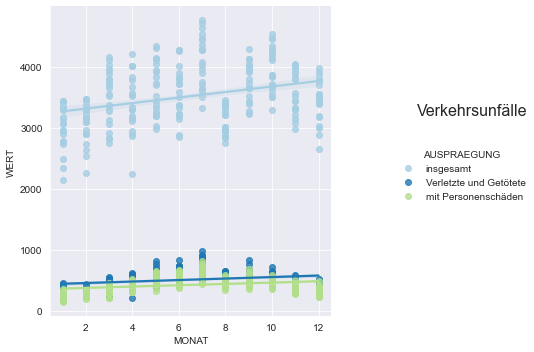 4000
3000
2000
1000
0
WERT
2
4
6
8
10
12
MONAT
Verkehrsunfälle
AUSPRAEGUNG
insgesamt
Verletzte und Getötete
mit Personenschäden